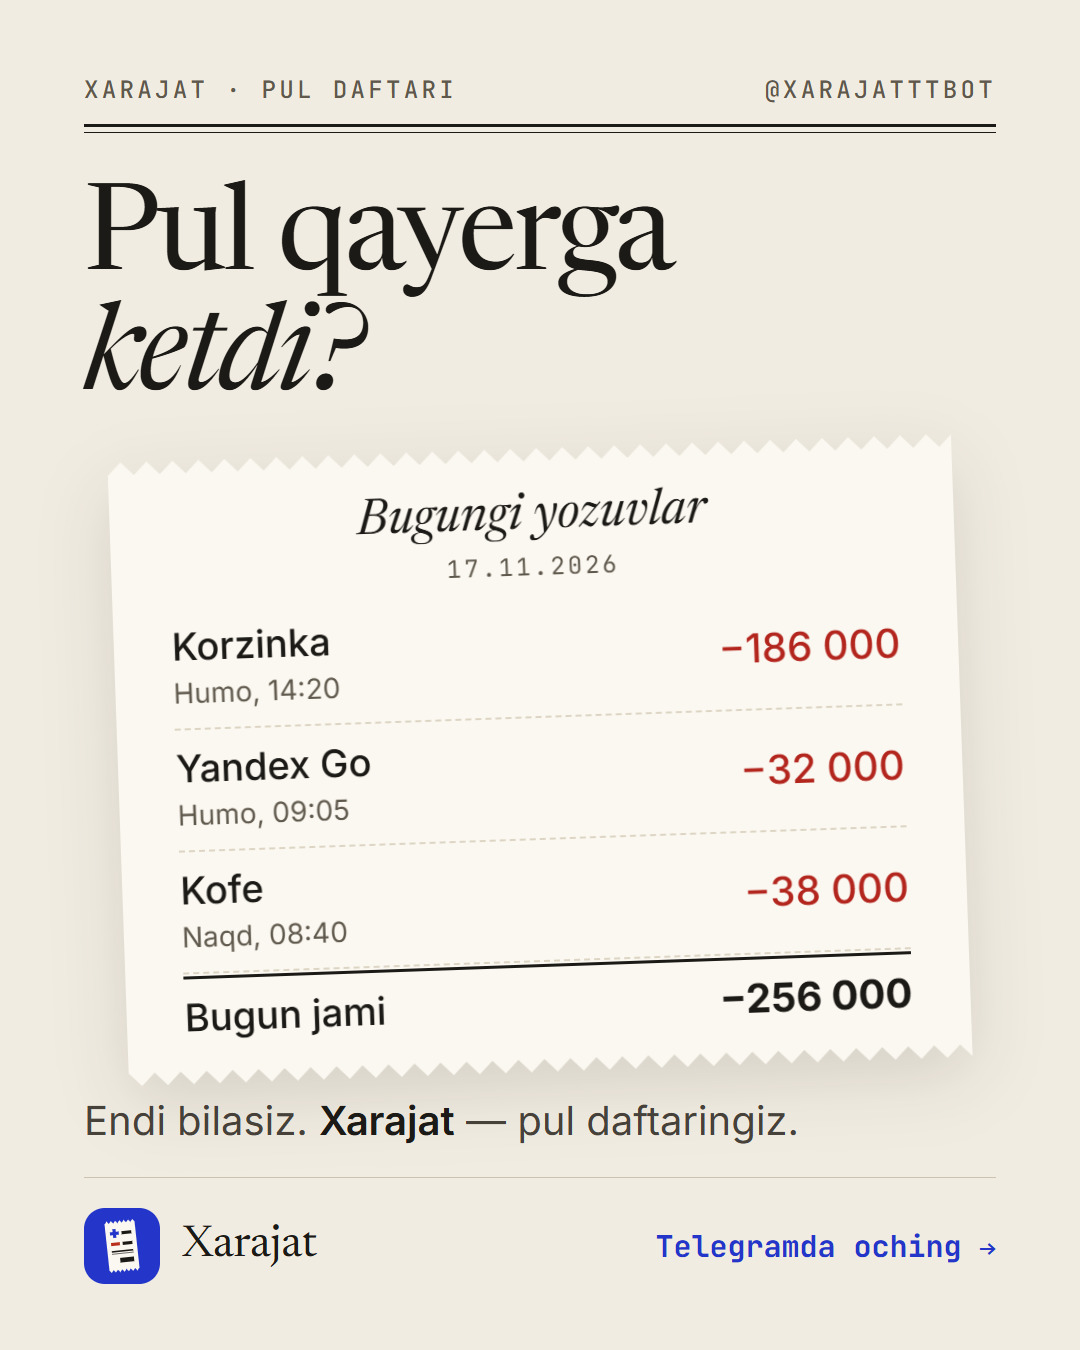 XARAJAT · PUL DAFTARI
@XARAJATTTBOT
Pul qayerga
ketdi?
Bugungi yozuvlar
17.11.2026
Korzinka
−186 000
Humo, 14:20
Yandex Go
−32 000
Humo, 09:05
Kofe
−38 000
Naqd, 08:40
Bugun jami
−256 000
Endi bilasiz. Xarajat — pul daftaringiz.
Xarajat
Telegramda oching →